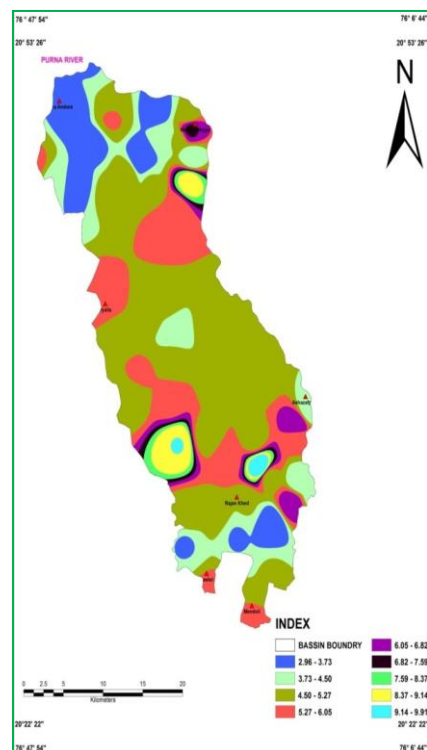 76 ° 47' 54"
76 ° 6' 44"
20 ° 53' 26"
20 ° 53' 26"
PURNA RIVER
N
INDEX
BASSIN BOUNDRY
2.96 - 3.73
3.73 - 4.50
4.50 - 5.27
5.27 - 6.05
6.05 - 6.82
6.82 - 7.59
7.59 - 8.37
8.37 - 9.14
9.14 - 9.91
0 2.5 5 10 15 20
Kilometers
20° 22' 22"
20° 22' 22"
76° 47' 54"
76° 6' 44"